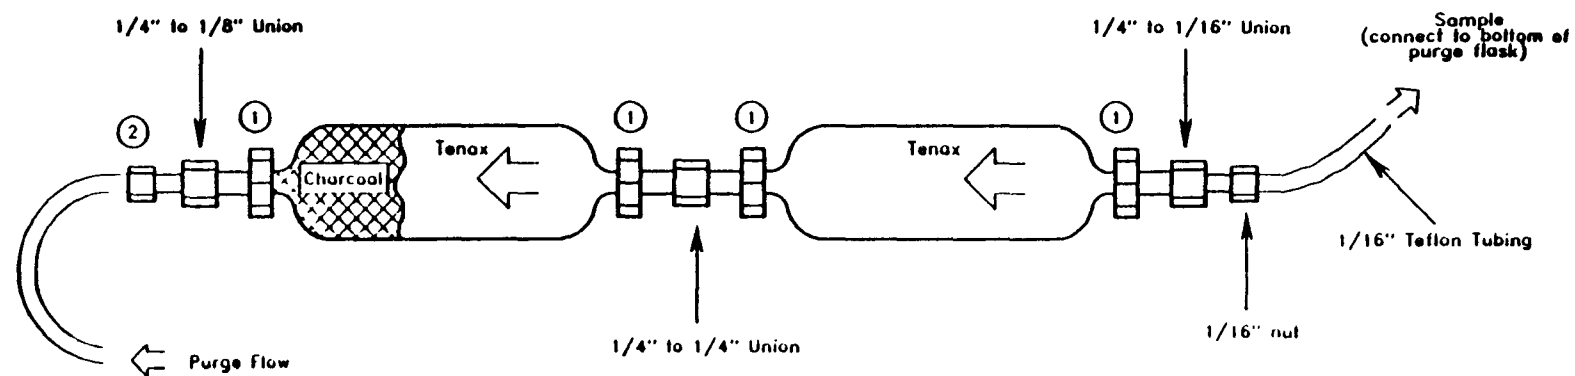 1/4" to 1/8" Union
1/4" to 1/16" Union
Sample
(connect to bottom of
purge flask)
2
1
1
1
1
Tenax
Tenax
Charcoal
1/16" Teflon Tubing
1/16" nut
1/4" to 1/4" Union
Purge Flow